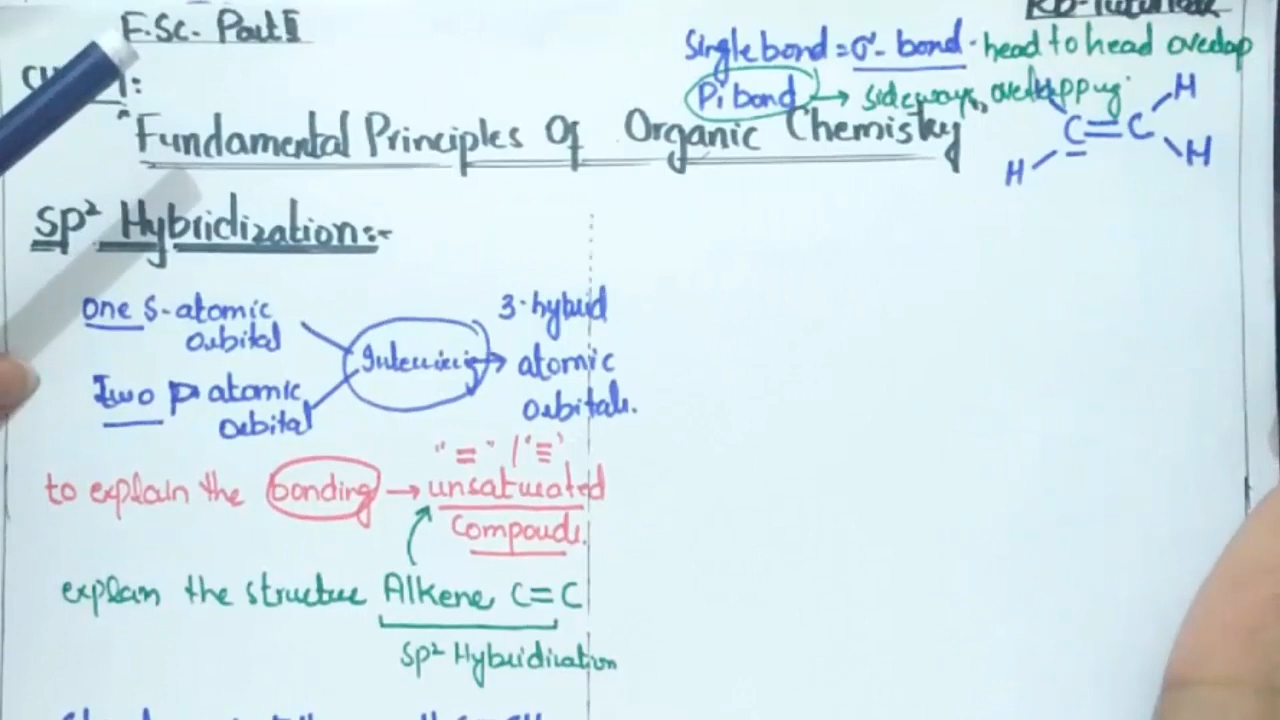 F.Sc. Part II
Single bond = σ- bond - head to head overlap
Pi bond → sideways overlapping
Fundamental Principles Of Organic Chemistry
C=C
H
H
H
SP² Hybridization:-
one S-atomic
orbital
Two p atomic
orbital
Intermixing
3-hybrid
atomic
orbitals.
"=" / "≡"
to explain the bonding → unsaturated
Compouds.
explain the structure Alkene C=C
SP² Hybridization